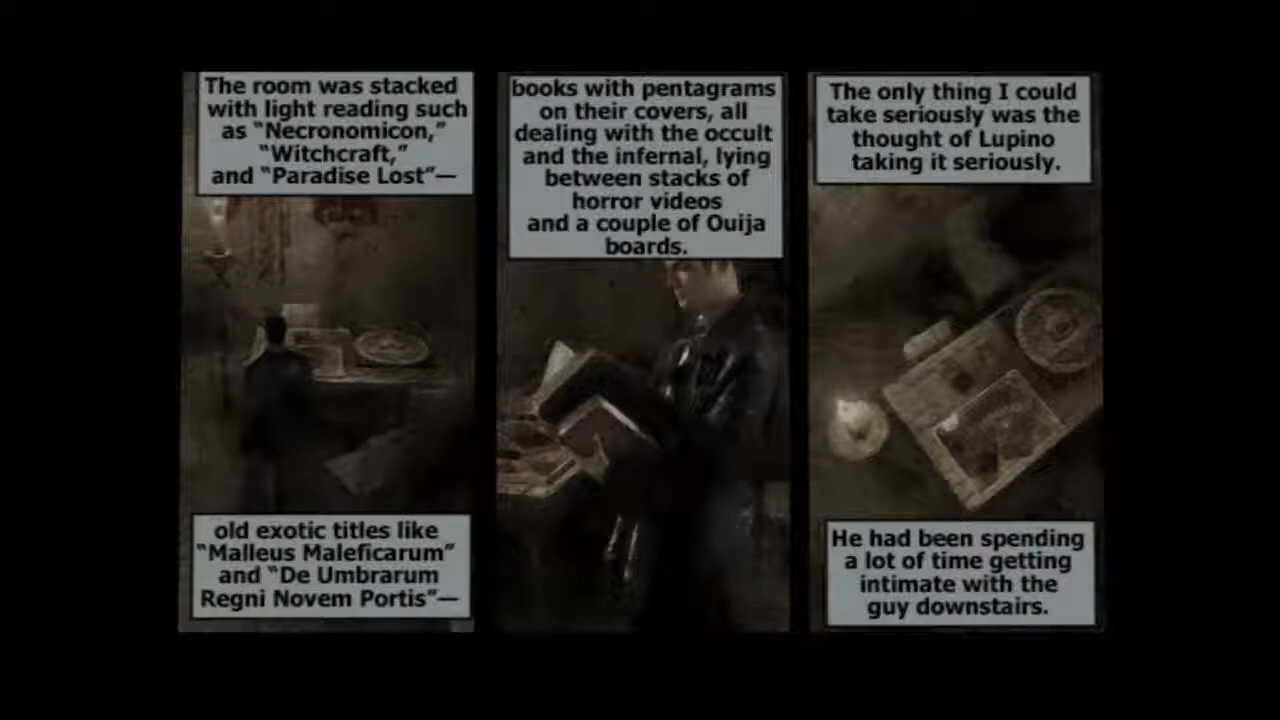 The room was stacked
with light reading such
as “Necronomicon,”
“Witchcraft,”
and “Paradise Lost”—
old exotic titles like
“Malleus Maleficarum”
and “De Umbrarum
Regni Novem Portis”—
books with pentagrams
on their covers, all
dealing with the occult
and the infernal, lying
between stacks of
horror videos
and a couple of Ouija
boards.
The only thing I could
take seriously was the
thought of Lupino
taking it seriously.
He had been spending
a lot of time getting
intimate with the
guy downstairs.